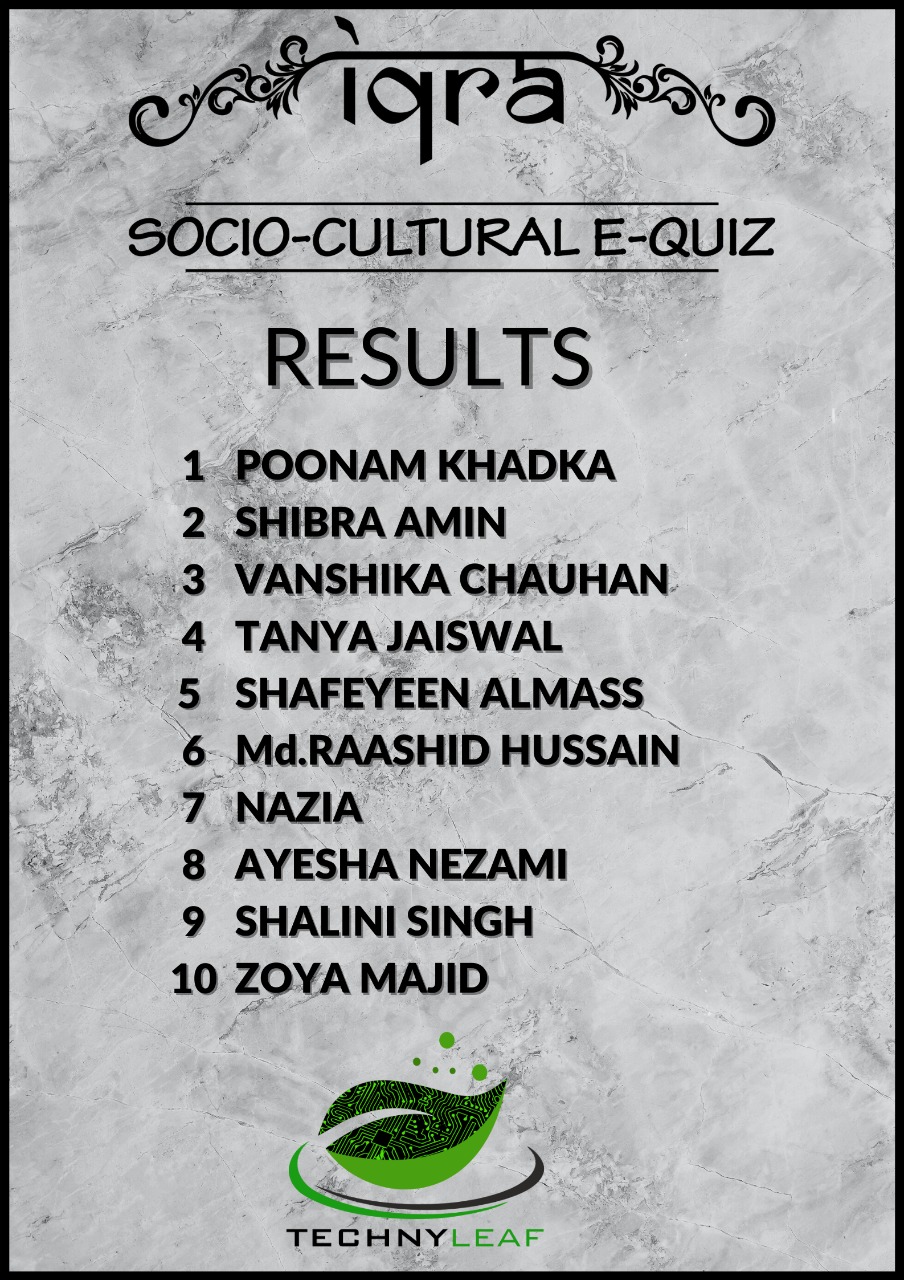 ìqra
SOCIO-CULTURAL E-QUIZ
RESULTS
1 POONAM KHADKA
2 SHIBRA AMIN
3 VANSHIKA CHAUHAN
4 TANYA JAISWAL
5 SHAFEYEEN ALMASS
6 Md.RAASHID HUSSAIN
7 NAZIA
8 AYESHA NEZAMI
9 SHALINI SINGH
10 ZOYA MAJID
TECHNYLEAF